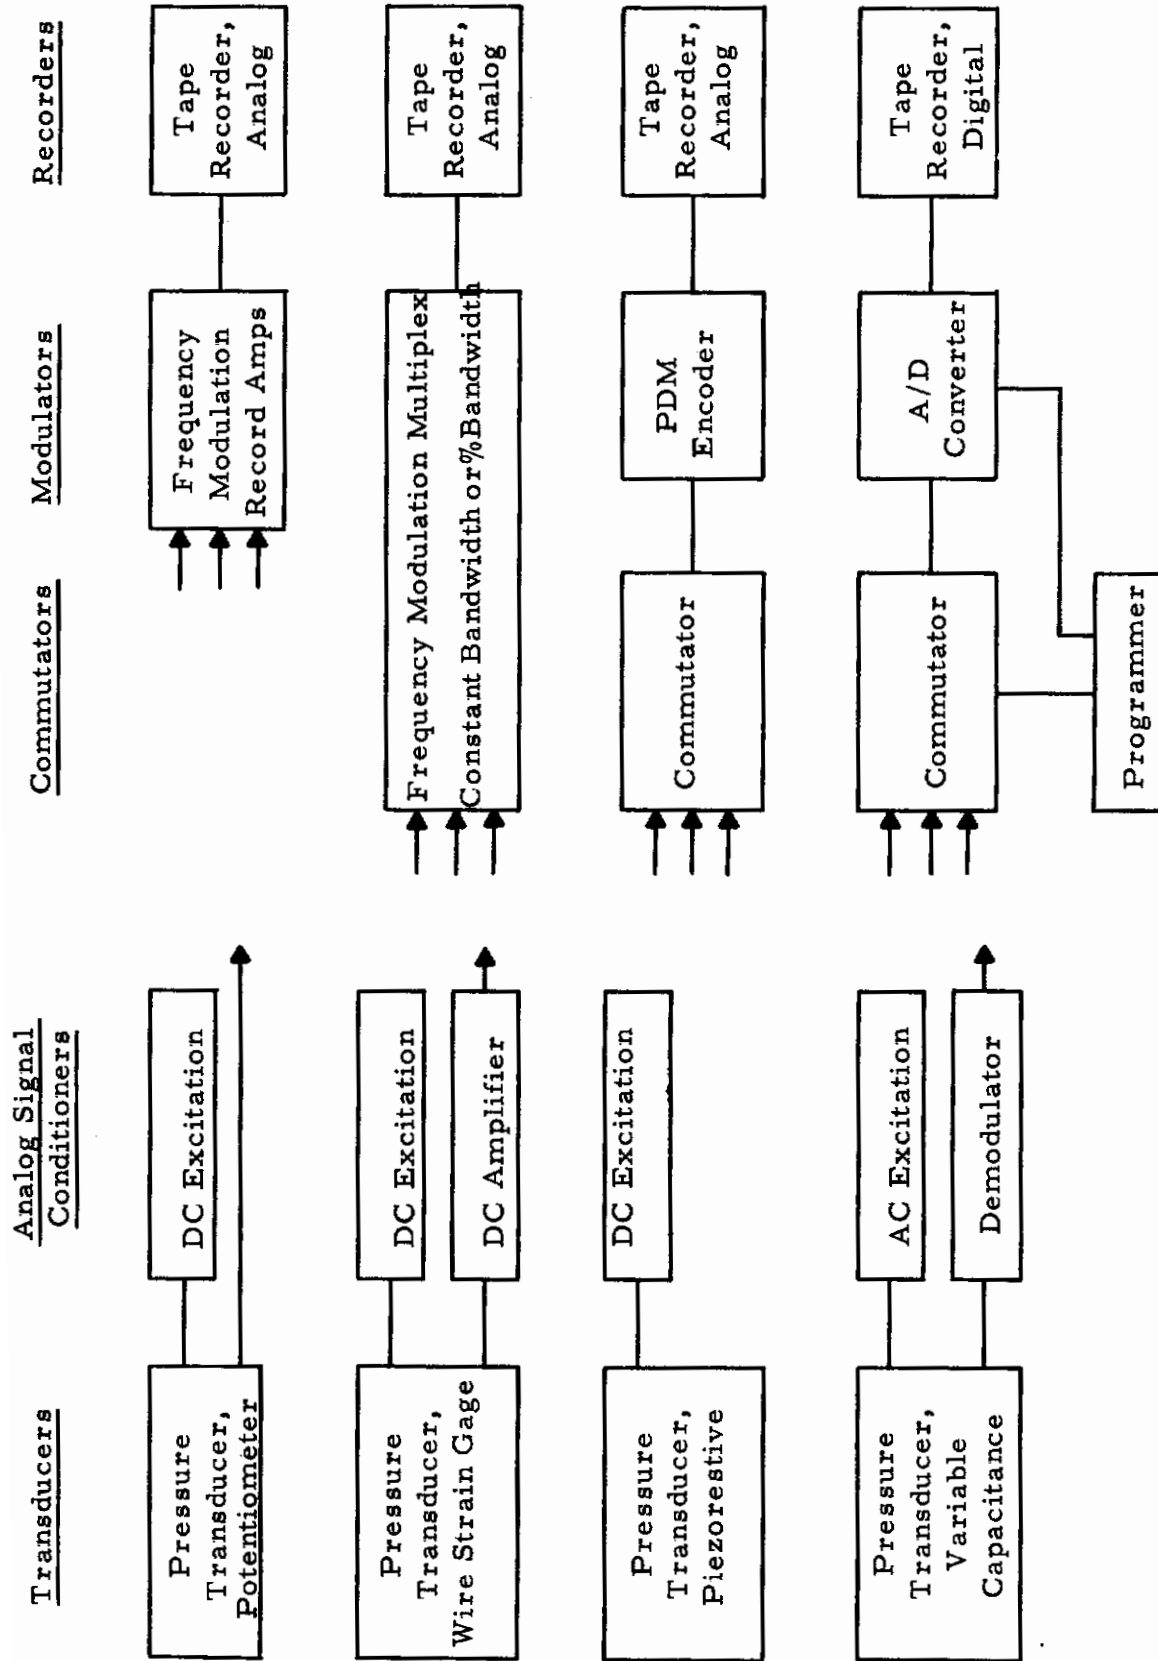 Transducers
Analog Signal
Conditioners
Commutators
Modulators
Recorders
Pressure
Transducer,
Potentiometer
DC Excitation
Frequency
Modulation
Record Amps
Tape
Recorder,
Analog
Pressure
Transducer,
Wire Strain Gage
DC Excitation
DC Amplifier
Frequency Modulation Multiplex
Constant Bandwidth or%Bandwidth
Tape
Recorder,
Analog
Pressure
Transducer,
Piezorestive
DC Excitation
Commutator
PDM
Encoder
Tape
Recorder,
Analog
Pressure
Transducer,
Variable
Capacitance
AC Excitation
Demodulator
Commutator
A/D
Converter
Tape
Recorder,
Digital
Programmer